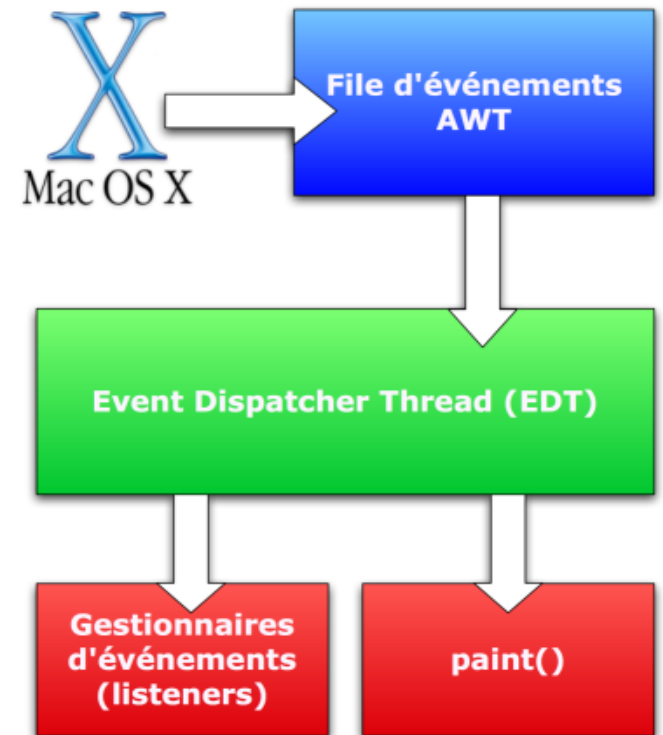 X
Mac OS X
File d'événements
AWT
Event Dispatcher Thread (EDT)
Gestionnaires
d'événements
(listeners)
paint()